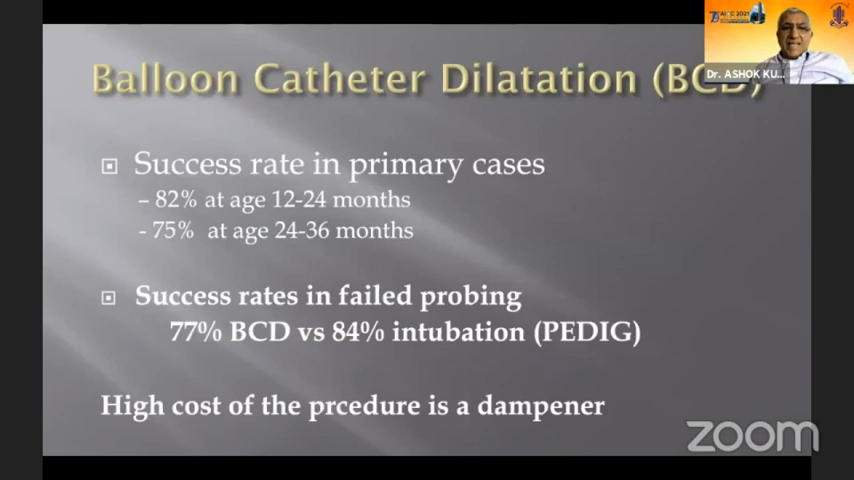 AIOC 2021
Dr. ASHOK KU...
Balloon Catheter Dilatation (BCD)
Success rate in primary cases
– 82% at age 12-24 months
- 75% at age 24-36 months
Success rates in failed probing
77% BCD vs 84% intubation (PEDIG)
High cost of the prcedure is a dampener
zoom